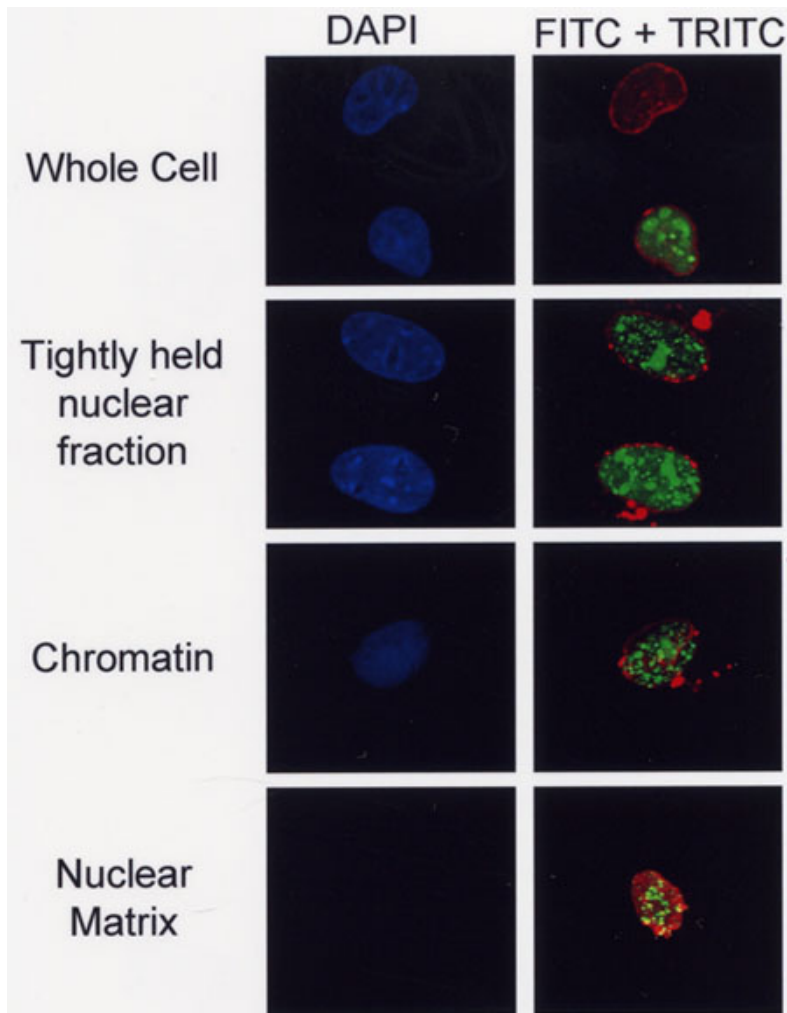 DAPI
FITC + TRITC
Whole Cell
Tightly held
nuclear
fraction
Chromatin
Nuclear
Matrix